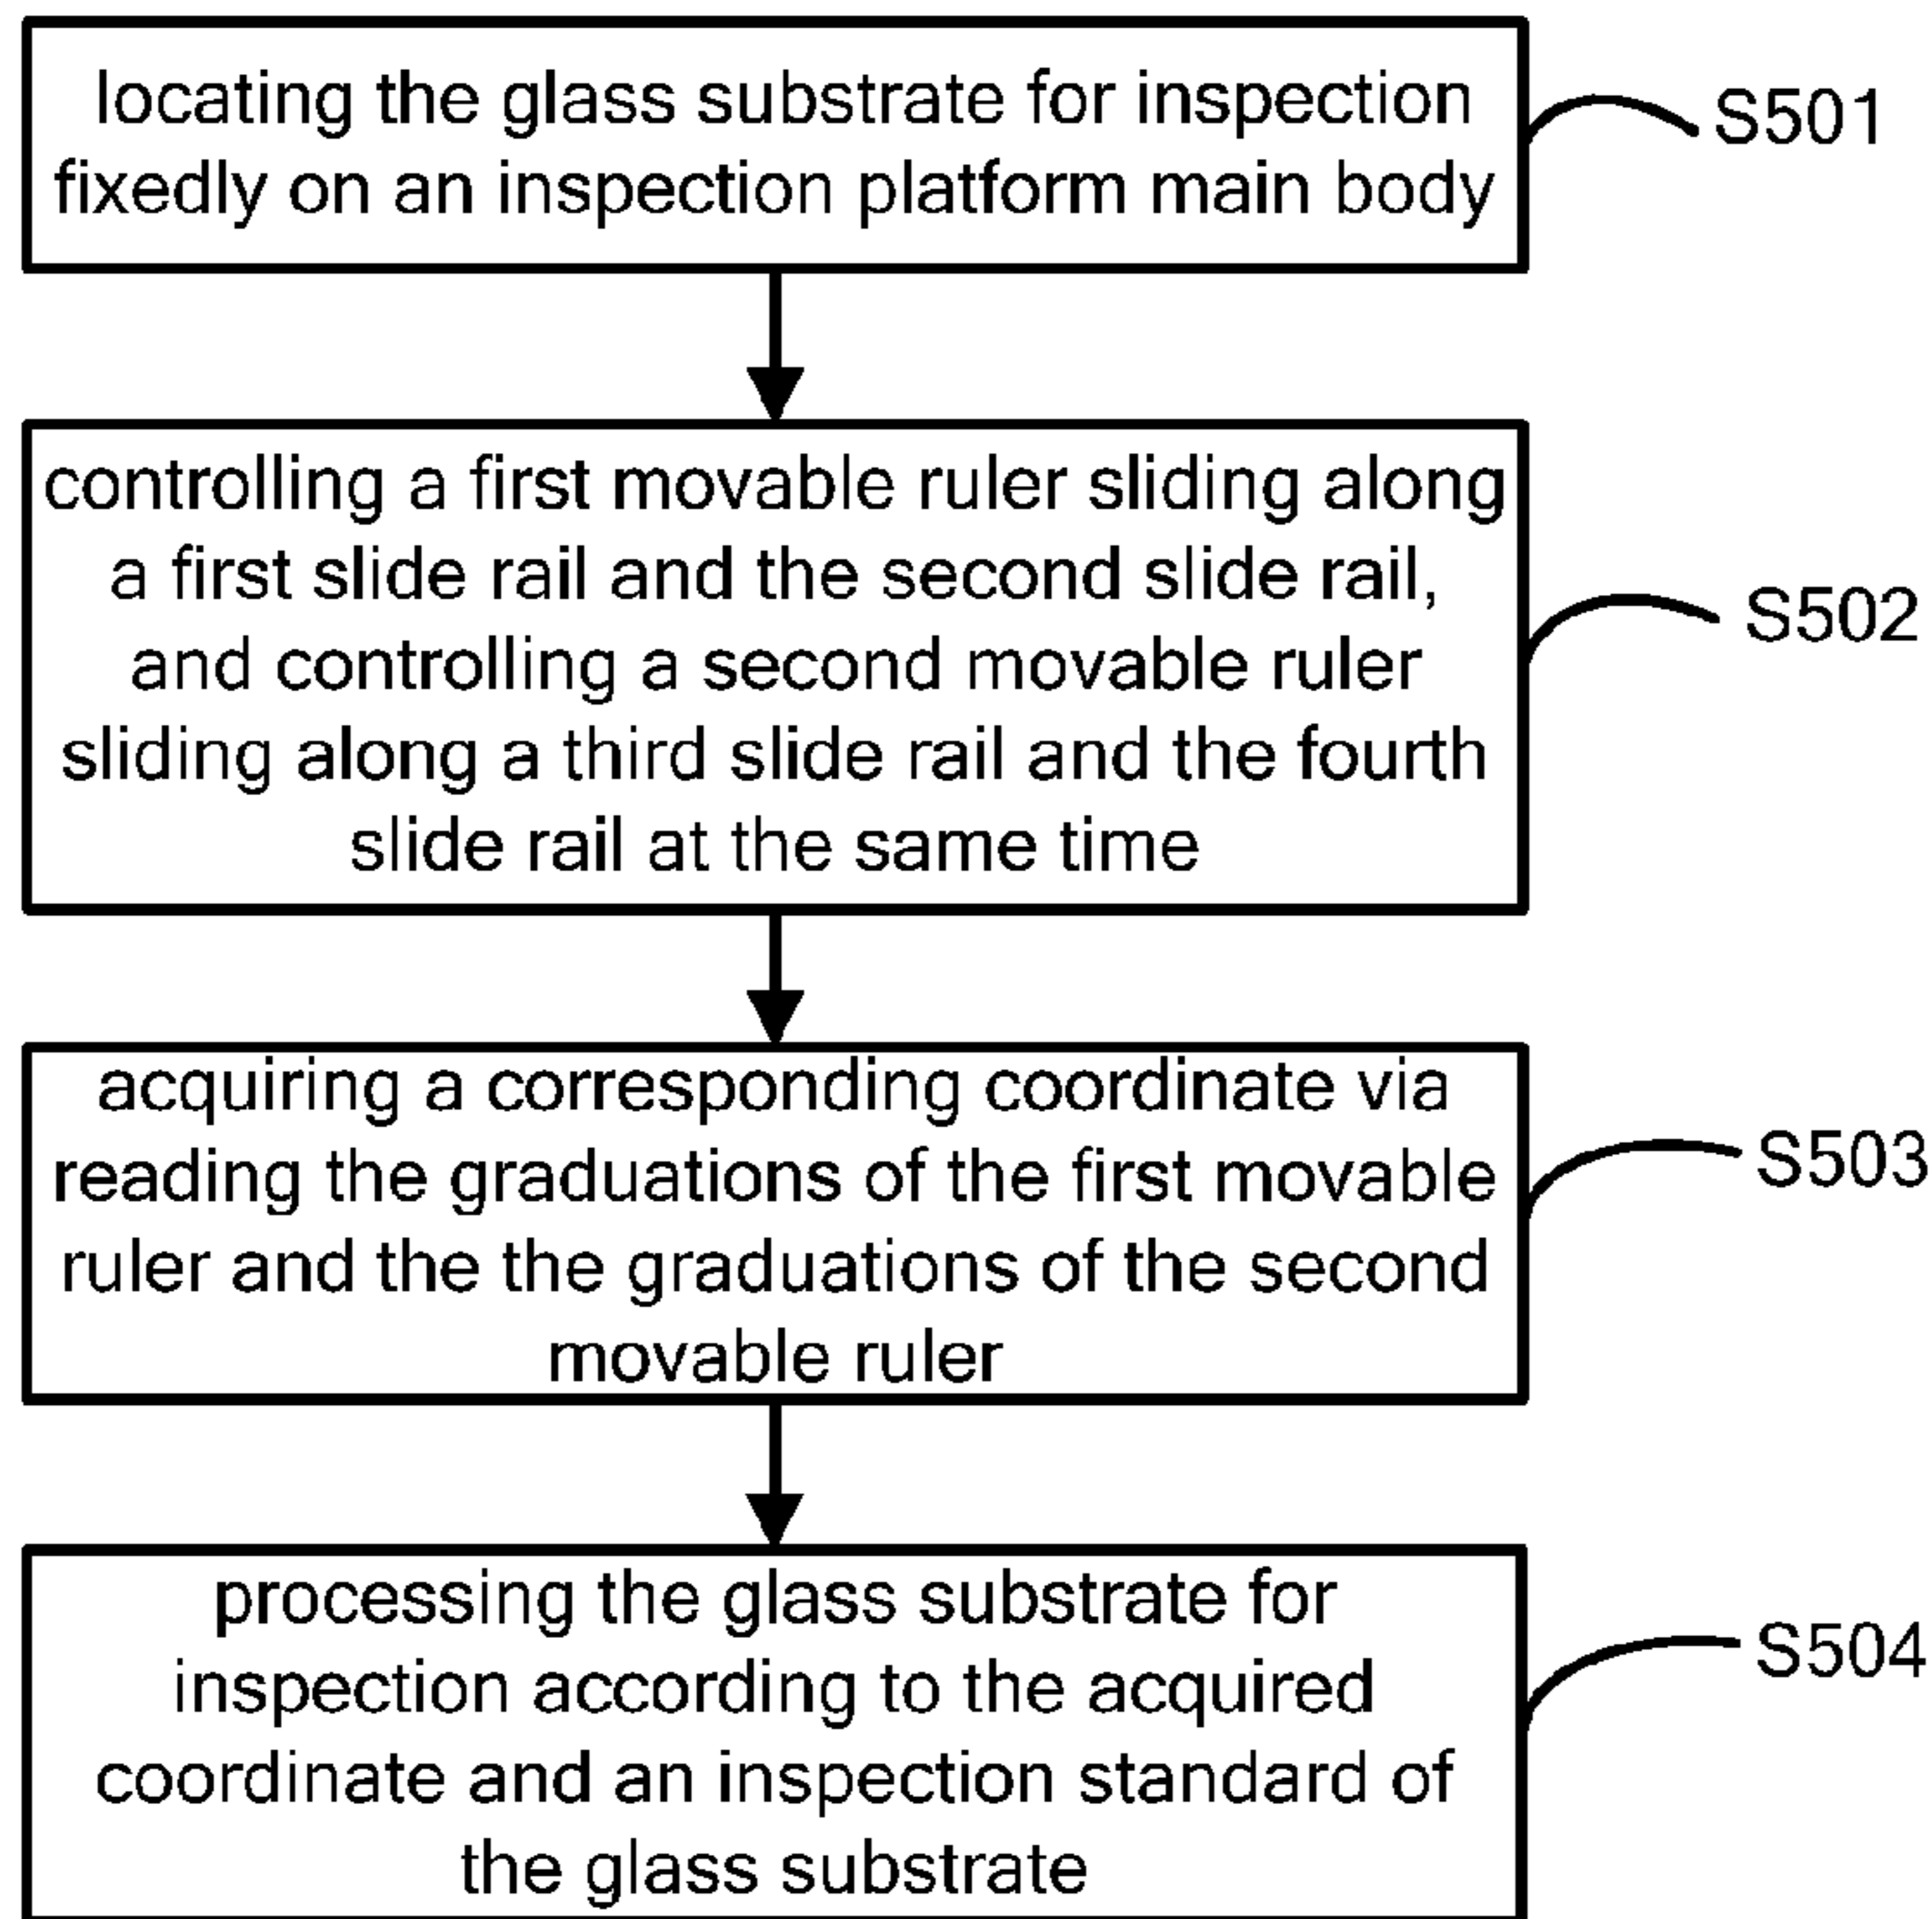 locating the glass substrate for inspection
fixedly on an inspection platform main body
S501
controlling a first movable ruler sliding along
a first slide rail and the second slide rail,
and controlling a second movable ruler
sliding along a third slide rail and the fourth
slide rail at the same time
S502
acquiring a corresponding coordinate via
reading the graduations of the first movable
ruler and the the graduations of the second
movable ruler
S503
processing the glass substrate for
inspection according to the acquired
coordinate and an inspection standard of
the glass substrate
S504